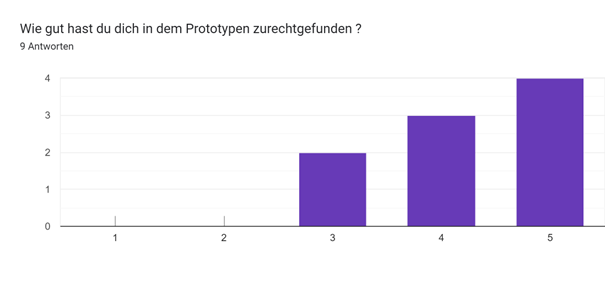 Wie gut hast du dich in dem Prototypen zurechtgefunden ?
9 Antworten
4
3
2
1
0
1 2 3 4 5